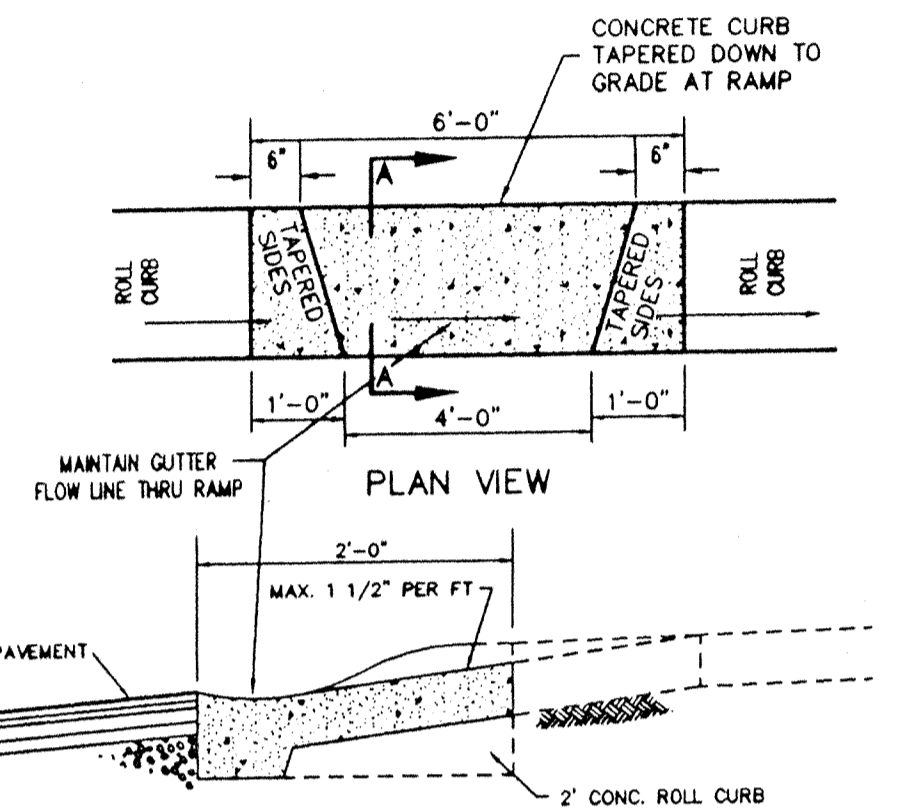 CONCRETE CURB
TAPERED DOWN TO
GRADE AT RAMP
6'-0"
6"
6"
A
TAPERED
SIDES
TAPERED
SIDES
ROLL
CURB
ROLL
CURB
A
1'-0"
4'-0"
1'-0"
MAINTAIN GUTTER
FLOW LINE THRU RAMP
PLAN VIEW
2'-0"
MAX. 1 1/2" PER FT
PAVEMENT
2' CONC. ROLL CURB